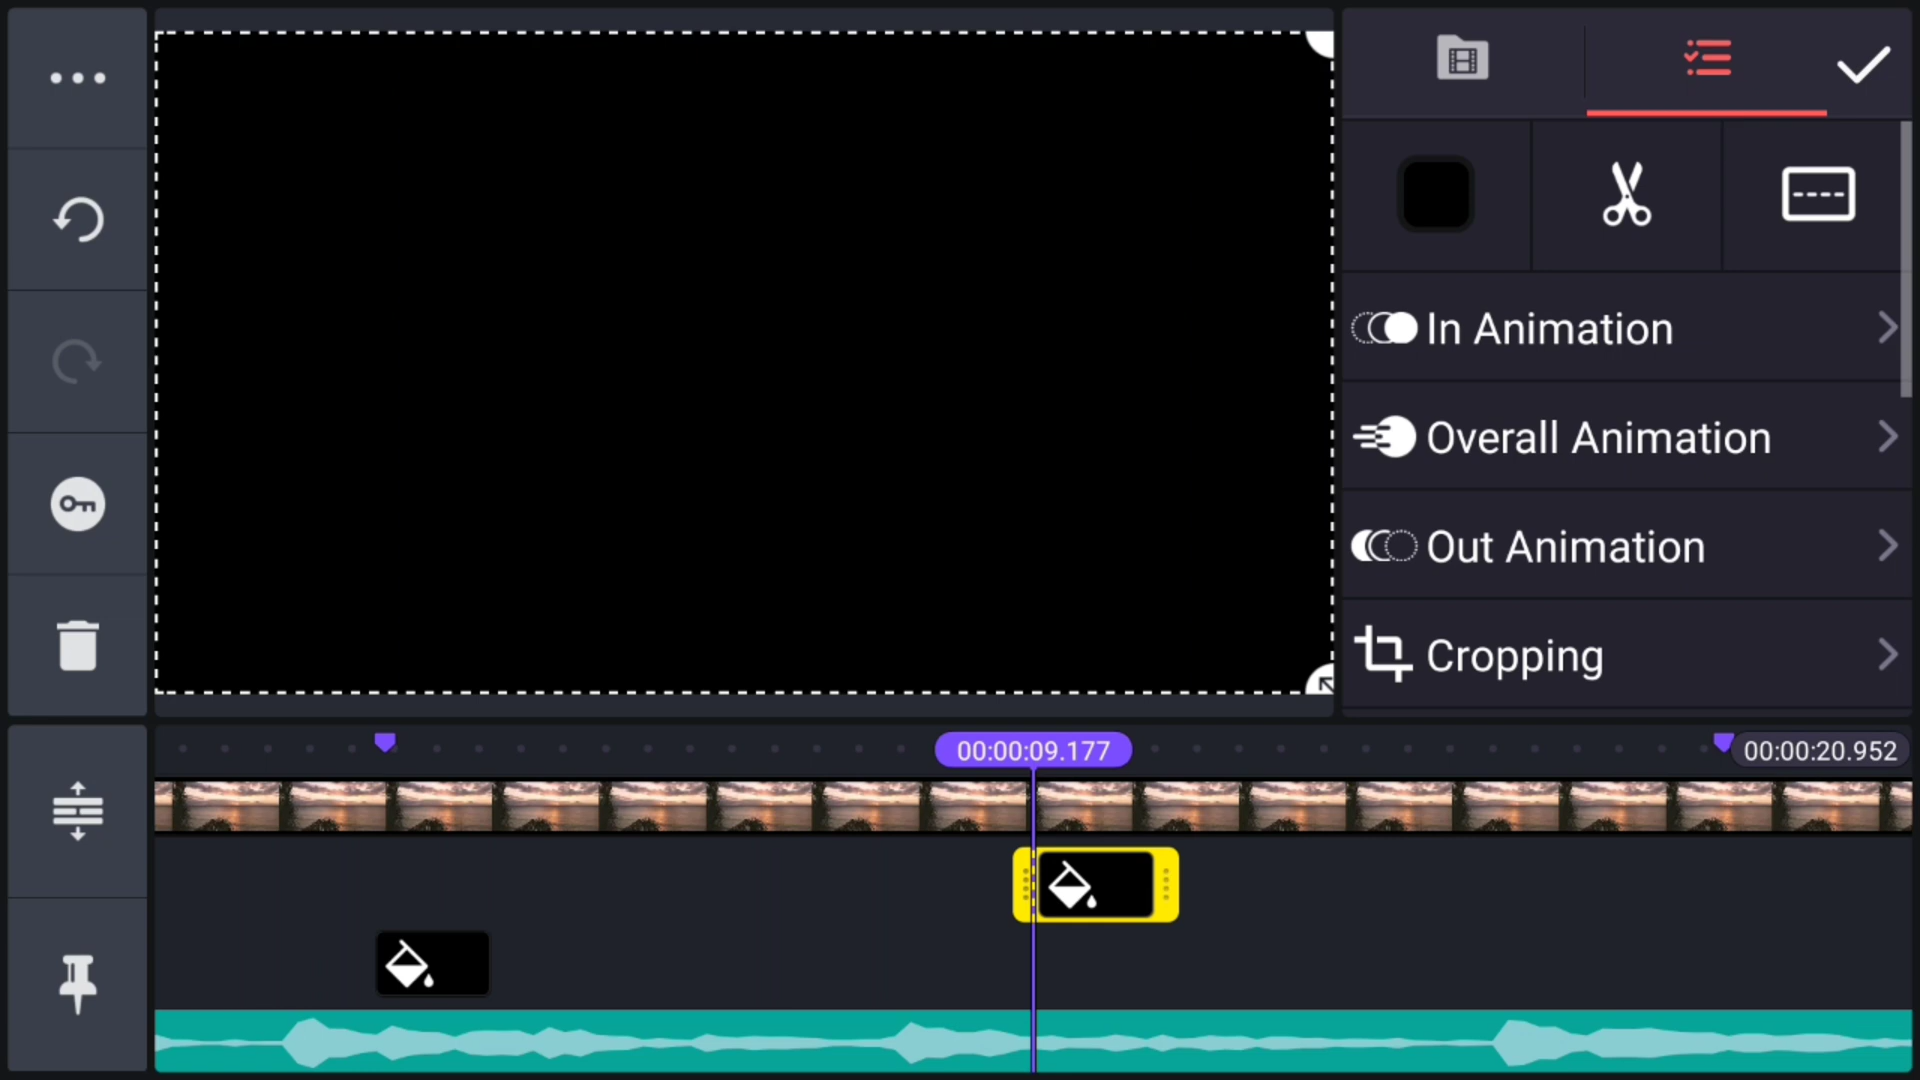 In Animation
Overall Animation
Out Animation
Cropping
00:00:09.177
00:00:20.952